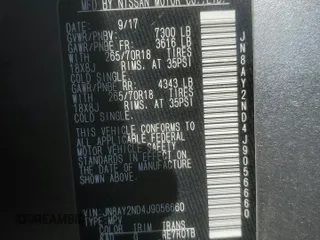 MFD BY NISSAN MOTOR CO., LTD.
DATE: 9/17
GVWR/PNBV: 7300 LB
GAWR/PNBE FR: 3616 LB
WITH 265/70R18 TIRES
18X8J RIMS, AT 35PSI
COLD SINGLE
GAWR/PNBE RR: 4343 LB
WITH 265/70R18 TIRES
18X8J RIMS, AT 35PSI
COLD SINGLE
THIS VEHICLE CONFORMS TO
ALL APPLICABLE FEDERAL
MOTOR VEHICLE SAFETY
STANDARDS IN EFFECT ON
THE DATE OF MANUFACTURE
SHOWN ABOVE
VIN: JN8AY2ND4J9056660
TYPE: MPV
COLOR TRIM TRANS
RE7R01B
JN8AY2ND4J9056660